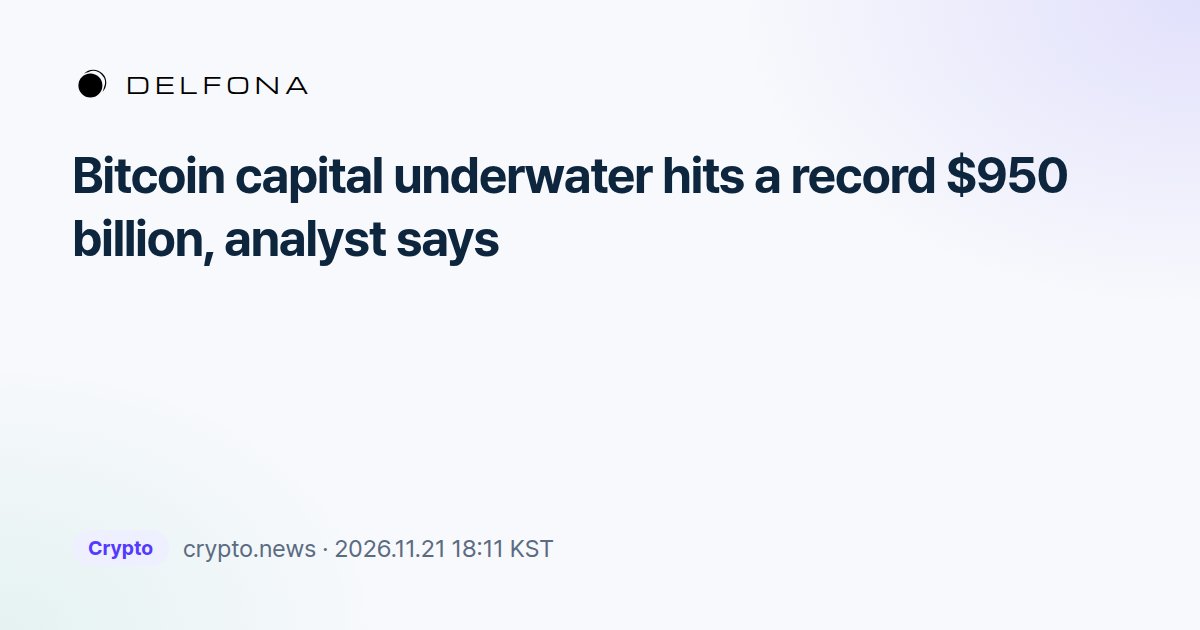 DELFONA
Bitcoin capital underwater hits a record $950
billion, analyst says
Crypto crypto.news · 2026.11.21 18:11 KST